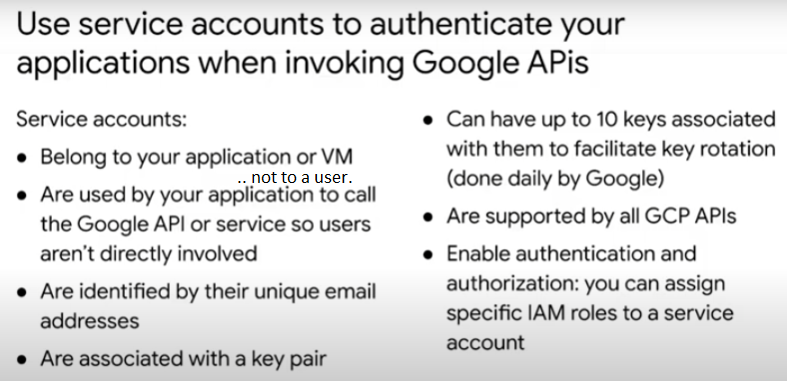 Use service accounts to authenticate your
applications when invoking Google APIs
Service accounts:
• Belong to your application or VM
.. not to a user.
• Are used by your application to call
the Google API or service so users
aren't directly involved
• Are identified by their unique email
addresses
• Are associated with a key pair
• Can have up to 10 keys associated
with them to facilitate key rotation
(done daily by Google)
• Are supported by all GCP APIs
• Enable authentication and
authorization: you can assign
specific IAM roles to a service
account